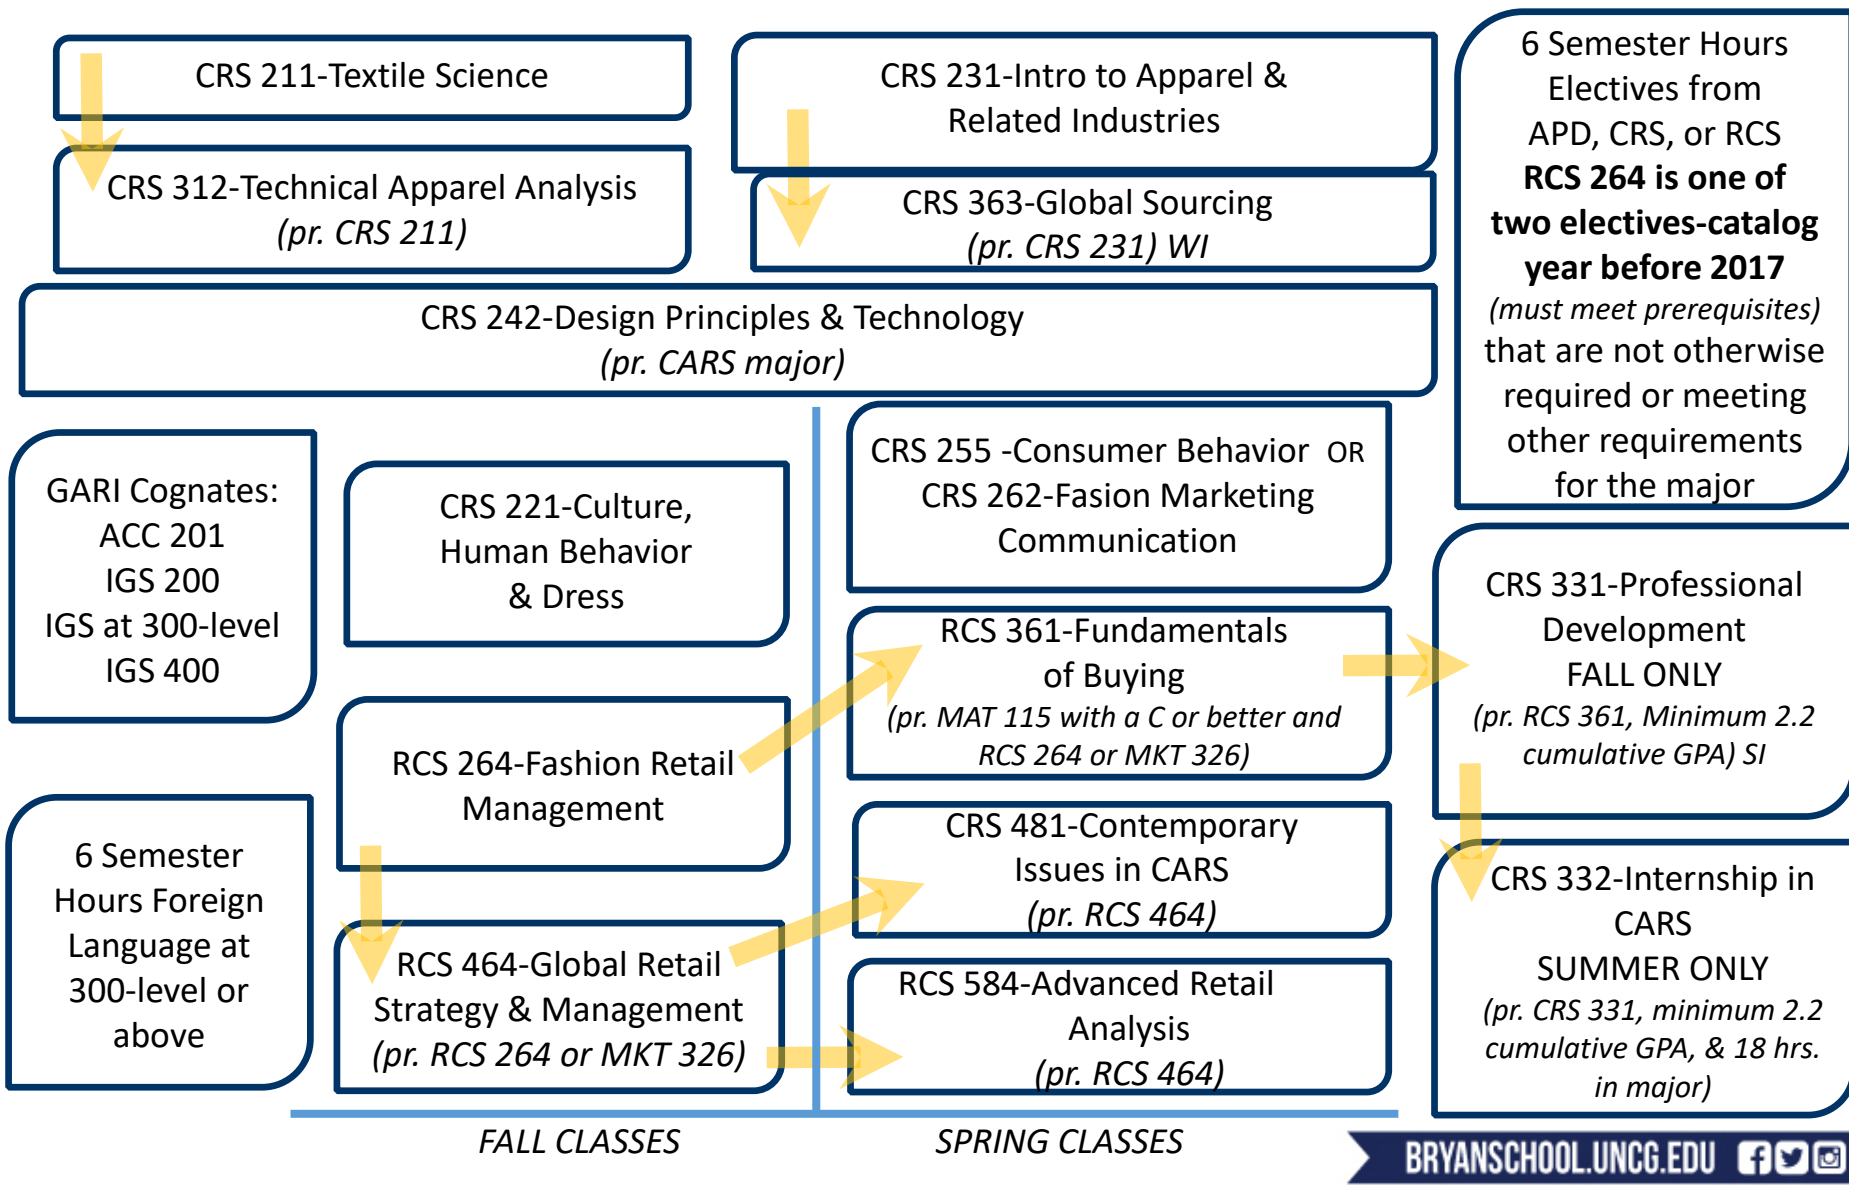 CRS 211-Textile Science
CRS 312-Technical Apparel Analysis
(pr. CRS 211)
CRS 231-Intro to Apparel &
Related Industries
CRS 363-Global Sourcing
(pr. CRS 231) WI
CRS 242-Design Principles & Technology
(pr. CARS major)
6 Semester Hours
Electives from
APD, CRS, or RCS
RCS 264 is one of
two electives-catalog
year before 2017
(must meet prerequisites)
that are not otherwise
required or meeting
other requirements
for the major
GARI Cognates:
ACC 201
IGS 200
IGS at 300-level
IGS 400
6 Semester
Hours Foreign
Language at
300-level or
above
CRS 221-Culture,
Human Behavior
& Dress
RCS 264-Fashion Retail
Management
RCS 464-Global Retail
Strategy & Management
(pr. RCS 264 or MKT 326)
CRS 255 -Consumer Behavior OR
CRS 262-Fasion Marketing
Communication
RCS 361-Fundamentals
of Buying
(pr. MAT 115 with a C or better and
RCS 264 or MKT 326)
CRS 481-Contemporary
Issues in CARS
(pr. RCS 464)
RCS 584-Advanced Retail
Analysis
(pr. RCS 464)
CRS 331-Professional
Development
FALL ONLY
(pr. RCS 361, Minimum 2.2
cumulative GPA) SI
CRS 332-Internship in
CARS
SUMMER ONLY
(pr. CRS 331, minimum 2.2
cumulative GPA, & 18 hrs.
in major)
FALL CLASSES
SPRING CLASSES
BRYANSCHOOL.UNCG.EDU